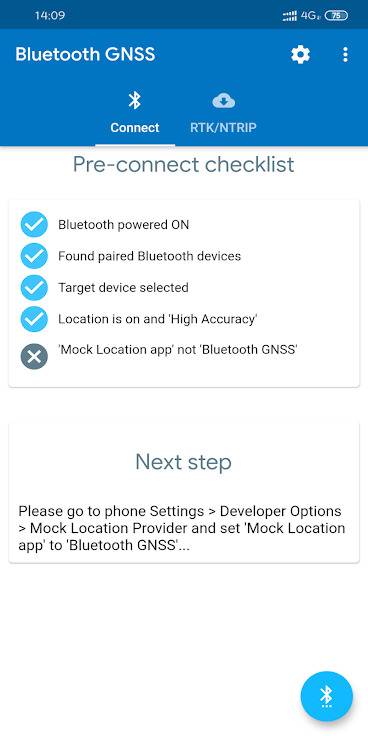 14:09
4G
75
Bluetooth GNSS
Connect
RTK/NTRIP
Pre-connect checklist
Bluetooth powered ON
Found paired Bluetooth devices
Target device selected
Location is on and 'High Accuracy'
'Mock Location app' not 'Bluetooth GNSS'
Next step
Please go to phone Settings > Developer Options
> Mock Location Provider and set 'Mock Location
app' to 'Bluetooth GNSS'...